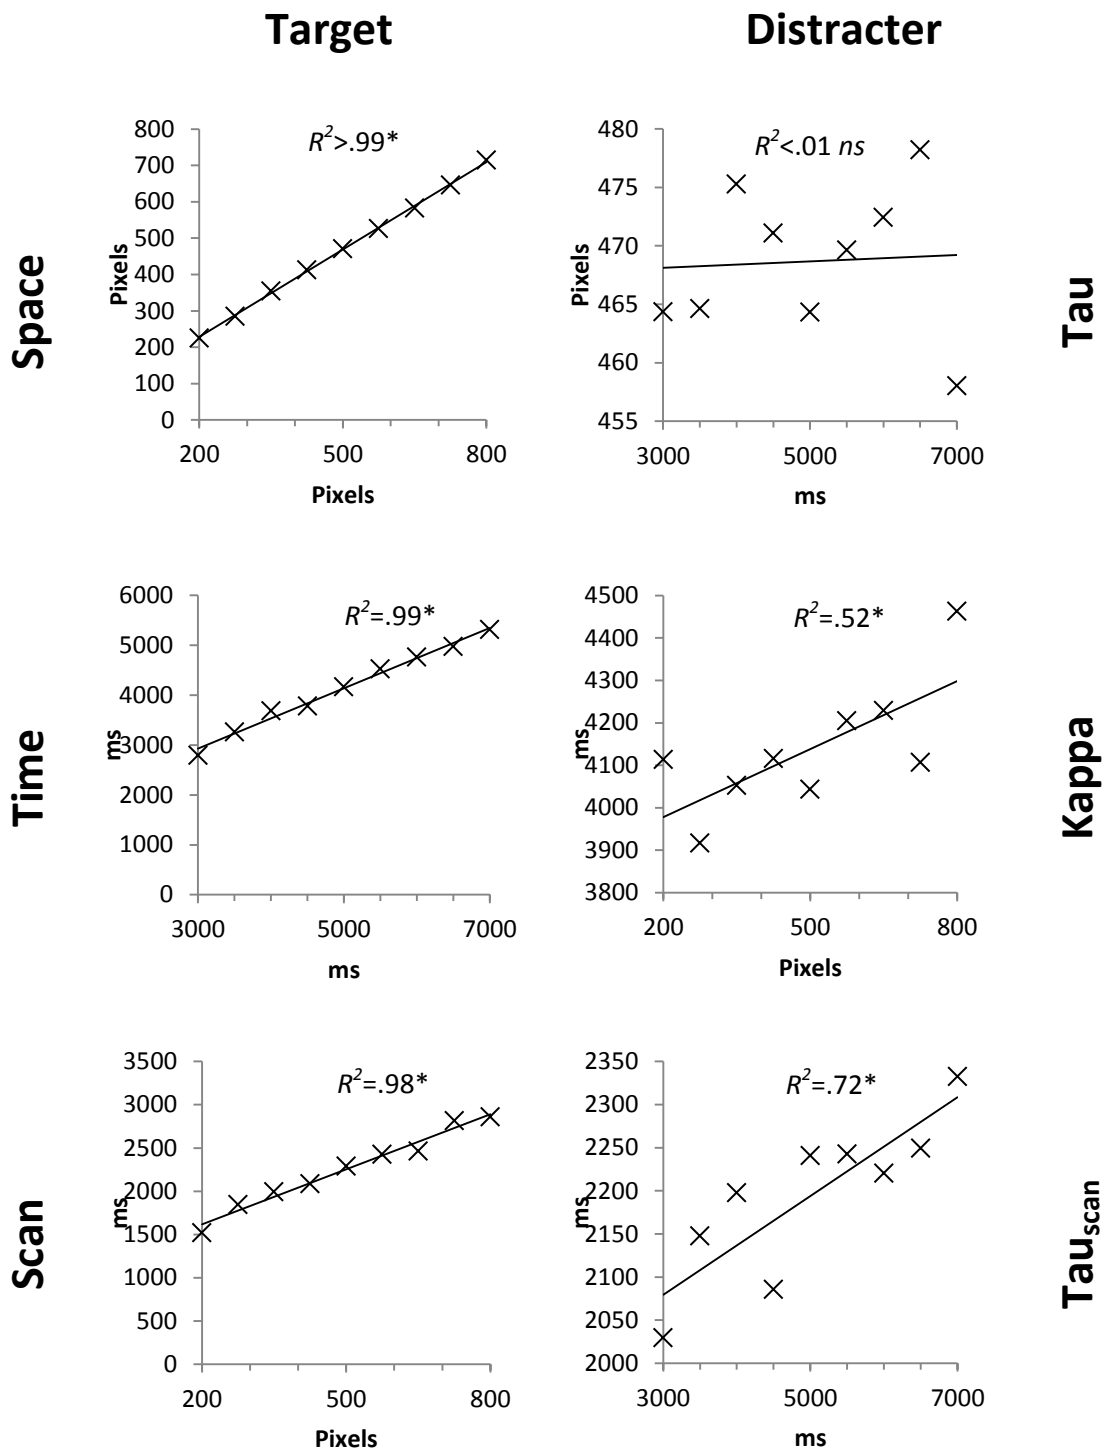 Target
Distracter
Space
R²>.99*
800
700
600
500
400
300
200
100
0
Pixels
200 500 800
Pixels
R²<.01 ns
480
475
470
465
460
455
Pixels
3000 5000 7000
ms
Tau
Time
R²=.99*
6000
5000
4000
3000
2000
1000
0
ms
3000 5000 7000
ms
R²=.52*
4500
4400
4300
4200
4100
4000
3900
3800
ms
200 500 800
Pixels
Kappa
Scan
R²=.98*
3500
3000
2500
2000
1500
1000
500
0
ms
200 500 800
Pixels
R²=.72*
2350
2300
2250
2200
2150
2100
2050
2000
ms
3000 5000 7000
ms
Tau scan